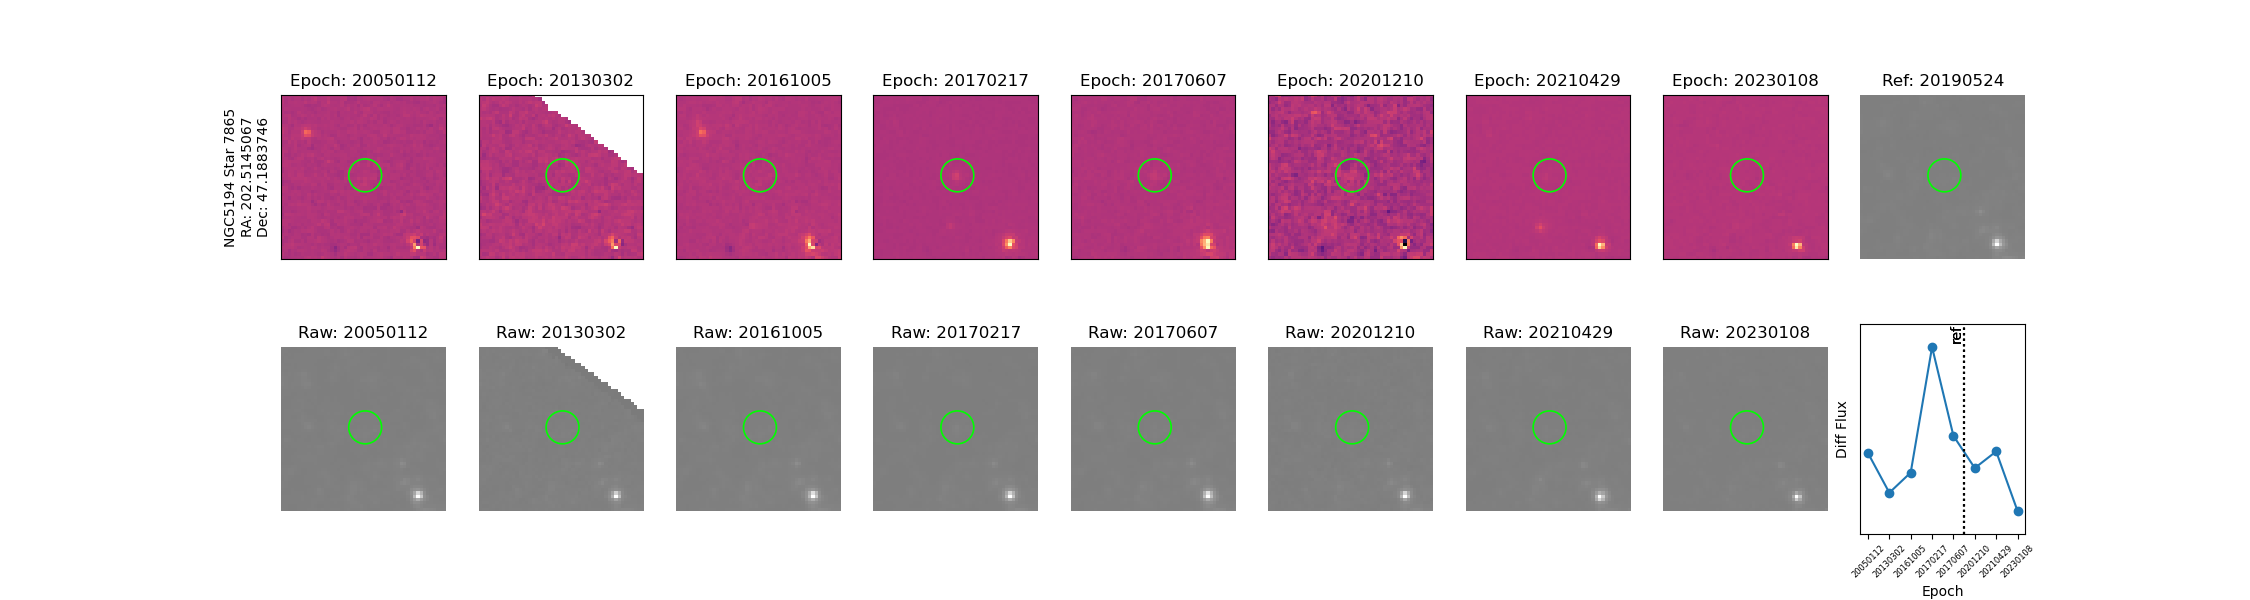 NGC5194 Star 7865
RA: 202.5145067
Dec: 47.1883746
Epoch: 20050112
Epoch: 20130302
Epoch: 20161005
Epoch: 20170217
Epoch: 20170607
Epoch: 20201210
Epoch: 20210429
Epoch: 20230108
Ref: 20190524
Raw: 20050112
Raw: 20130302
Raw: 20161005
Raw: 20170217
Raw: 20170607
Raw: 20201210
Raw: 20210429
Raw: 20230108
ref
Diff Flux
20050112
20130302
20161005
20170217
20170607
20201210
20210429
20230108
Epoch